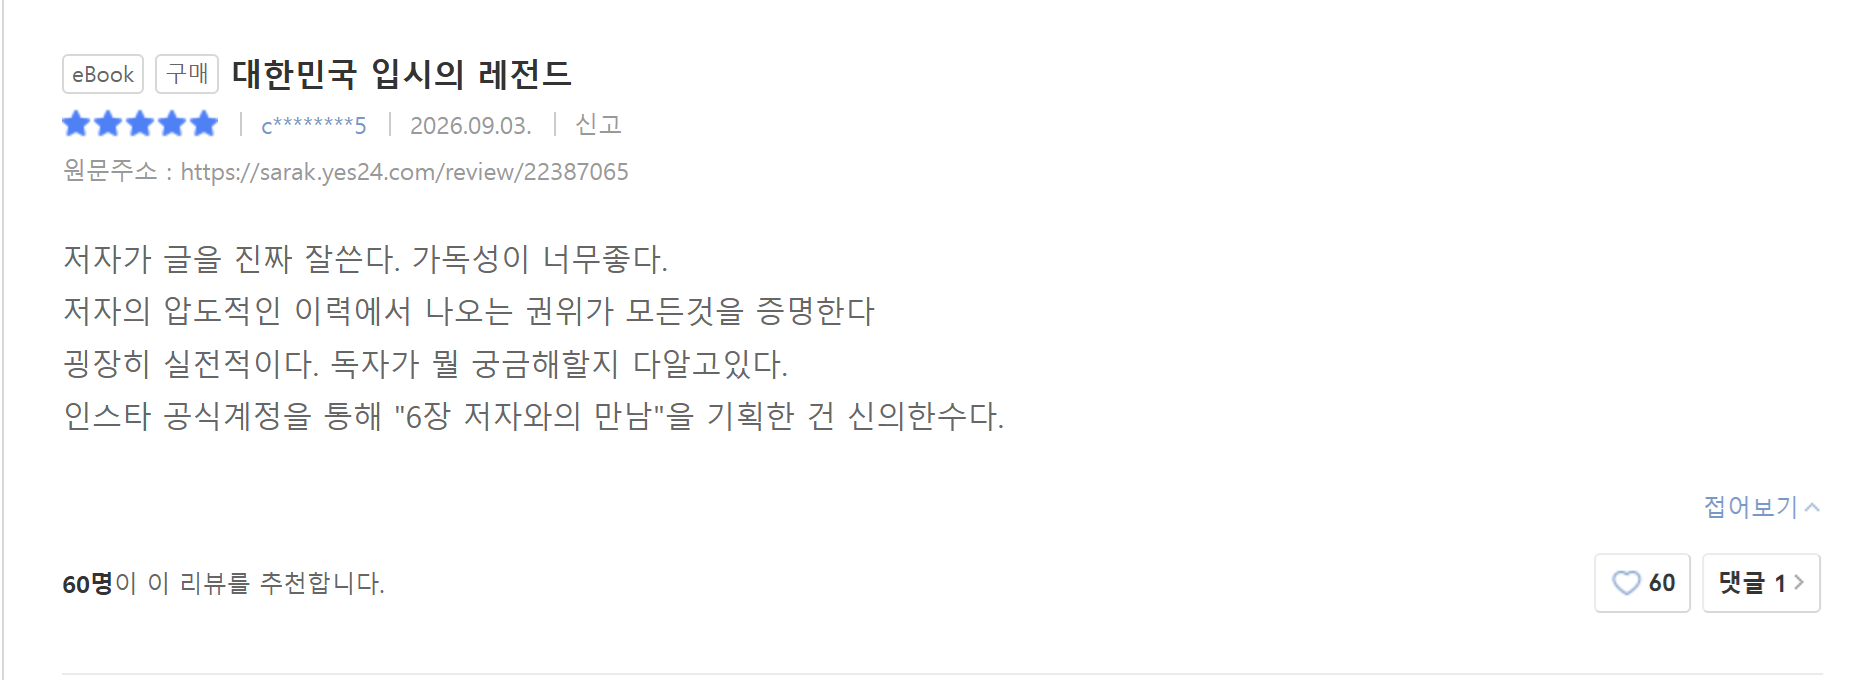 eBook 구매 대한민국 입시의 레전드
c********5 2026.09.03. 신고
원문주소 : https://sarak.yes24.com/review/22387065
저자가 글을 진짜 잘쓴다. 가독성이 너무좋다.
저자의 압도적인 이력에서 나오는 권위가 모든것을 증명한다
굉장히 실전적이다. 독자가 뭘 궁금해할지 다알고있다.
인스타 공식계정을 통해 "6장 저자와의 만남"을 기획한 건 신의한수다.
접어보기
60명이 이 리뷰를 추천합니다.
60 댓글 1